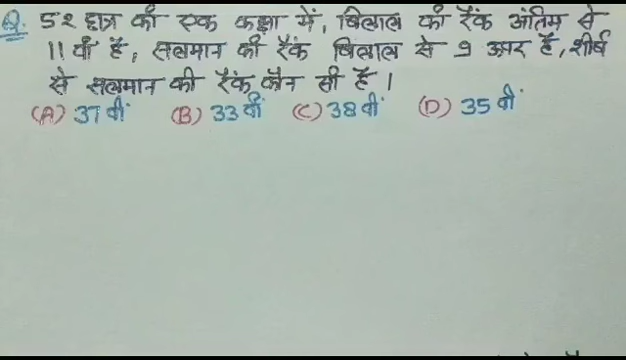 Q. 52 छात्र की एक कक्षा में, बिलाल की रैंक अंतिम से
11 वीं है, सलमान की रैंक बिलाल से 9 ऊपर है, शीर्ष
से सलमान की रैंक कौन सी है।
(A) 37 वीं (B) 33 वीं (C) 38 वीं (D) 35 वीं